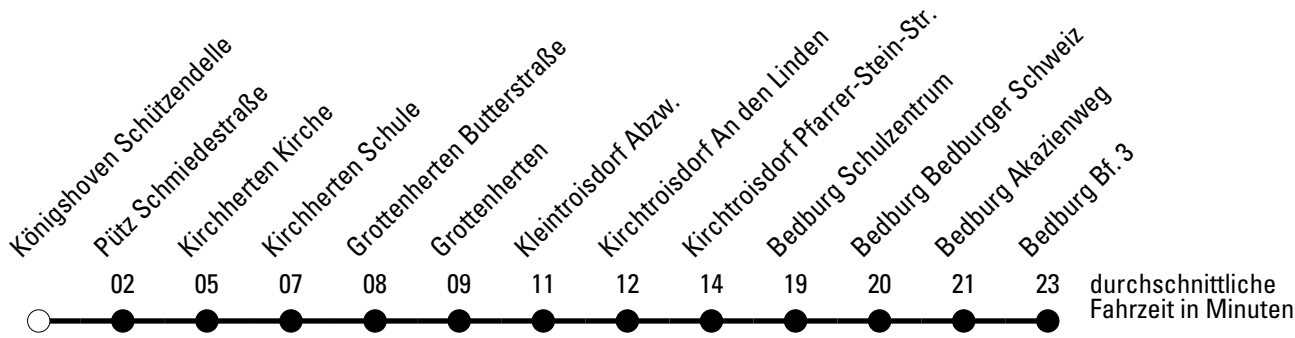 Königshoven Schützendelle
Pütz Schmiedestraße
Kirchherten Kirche
Kirchherten Schule
Grottenherten Butterstraße
Grottenherten
Kleintroisdorf Abzw.
Kirchtroisdorf An den Linden
Kirchtroisdorf Pfarrer-Stein-Str.
Bedburg Schulzentrum
Bedburg Bedburger Schweiz
Bedburg Akazienweg
Bedburg Bf. 3
02 05 07 08 09 11 12 14 19 20 21 23
durchschnittliche
Fahrzeit in Minuten